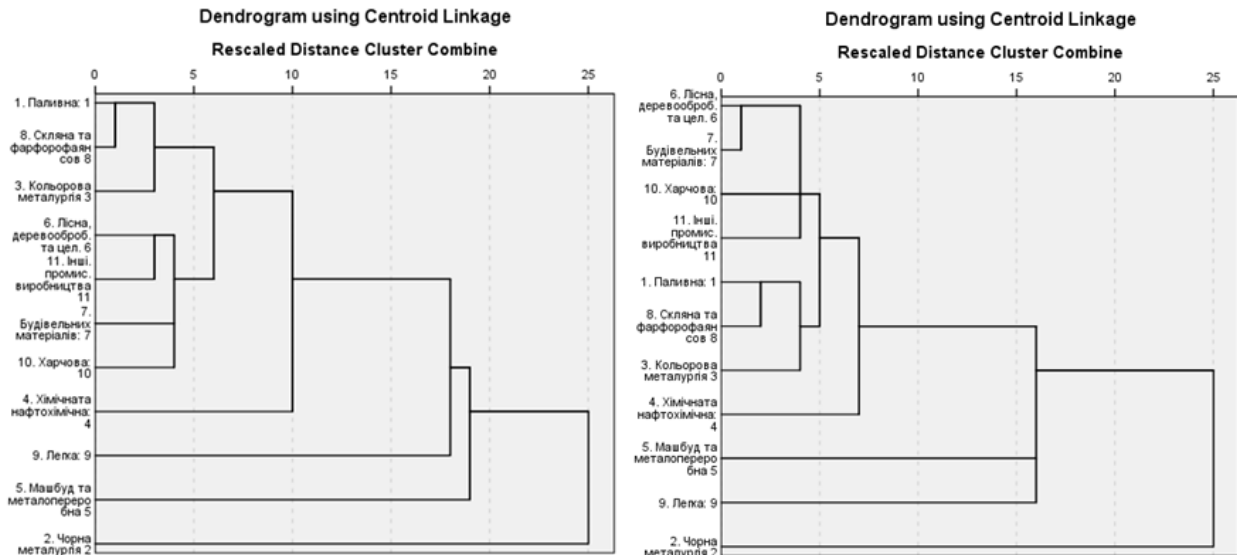 Dendrogram using Centroid Linkage
Rescaled Distance Cluster Combine
0 5 10 15 20 25
1. Паливна: 1
8. Скляна та
фарфорофаян
сов 8
3. Кольорова
металургія 3
6. Лісна,
деревооброб.
та цел. 6
11. Інші.
промис.
виробництва
11
7.
Будівельних
матеріалів: 7
10. Харчова:
10
4. Хімічната
нафтохімічна:
4
9. Легка: 9
5. Машбуд та
металопереро
бна 5
2. Чорна
металургія 2
Dendrogram using Centroid Linkage
Rescaled Distance Cluster Combine
0 5 10 15 20 25
6. Лісна,
деревооброб.
та цел. 6
7.
Будівельних
матеріалів: 7
10. Харчова:
10
11. Інші.
промис.
виробництва
11
1. Паливна: 1
8. Скляна та
фарфорофаян
сов 8
3. Кольорова
металургія 3
4. Хімічната
нафтохімічна:
4
5. Машбуд та
металопереро
бна 5
9. Легка: 9
2. Чорна
металургія 2